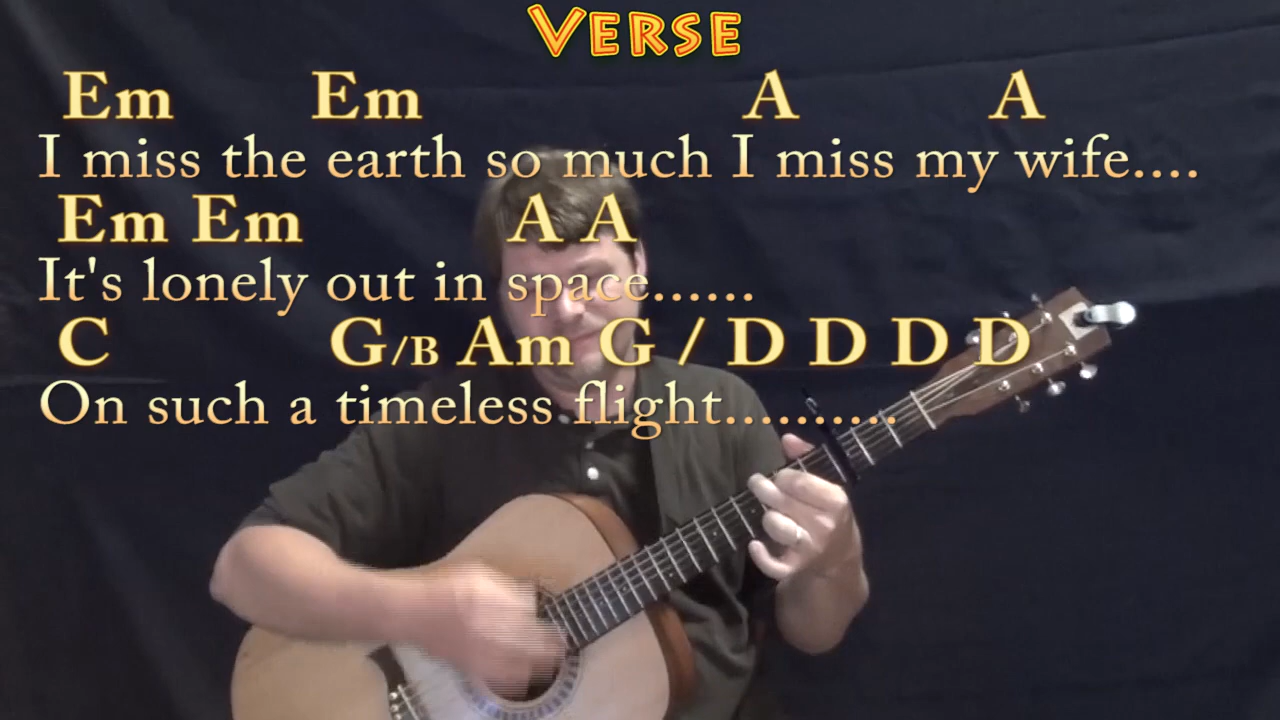 VERSE
Em Em A A
I miss the earth so much I miss my wife....
Em Em A A
It's lonely out in space......
C G/B Am G / D D D D
On such a timeless flight..........